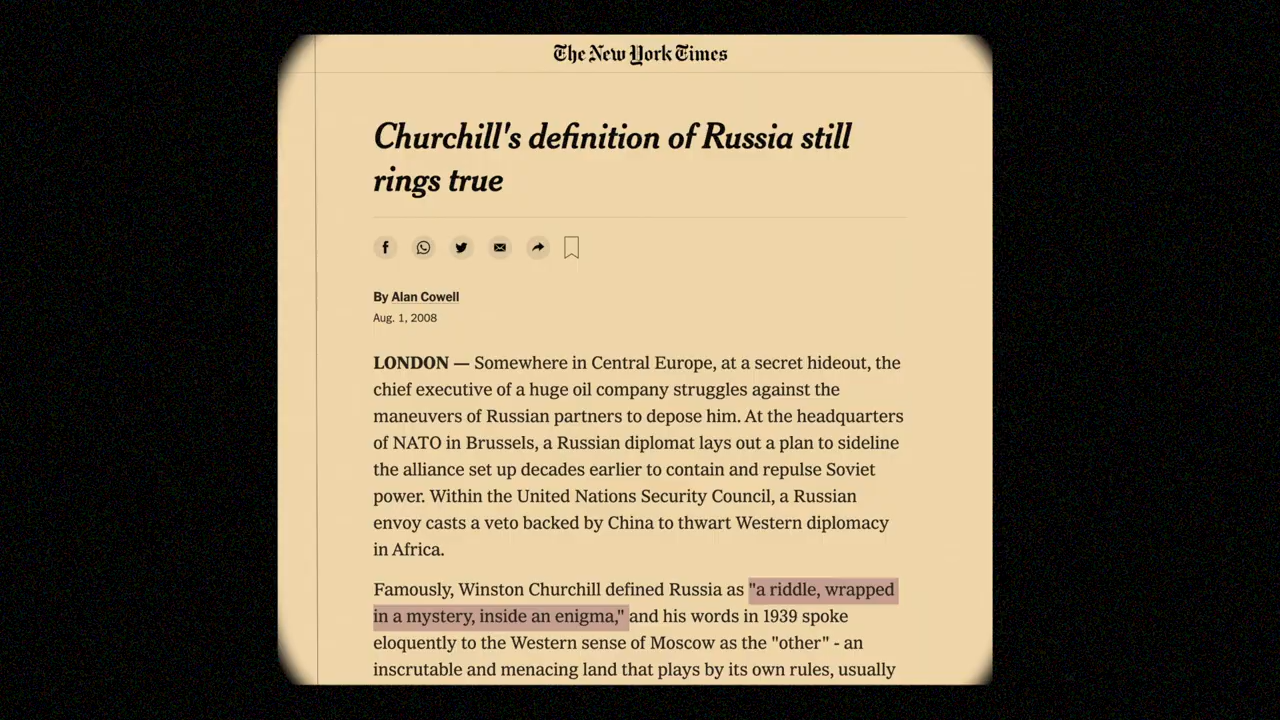 The New York Times
Churchill's definition of Russia still
rings true
By Alan Cowell
Aug. 1, 2008
LONDON — Somewhere in Central Europe, at a secret hideout, the
chief executive of a huge oil company struggles against the
maneuvers of Russian partners to depose him. At the headquarters
of NATO in Brussels, a Russian diplomat lays out a plan to sideline
the alliance set up decades earlier to contain and repulse Soviet
power. Within the United Nations Security Council, a Russian
envoy casts a veto backed by China to thwart Western diplomacy
in Africa.
Famously, Winston Churchill defined Russia as "a riddle, wrapped
in a mystery, inside an enigma," and his words in 1939 spoke
eloquently to the Western sense of Moscow as the "other" - an
inscrutable and menacing land that plays by its own rules, usually